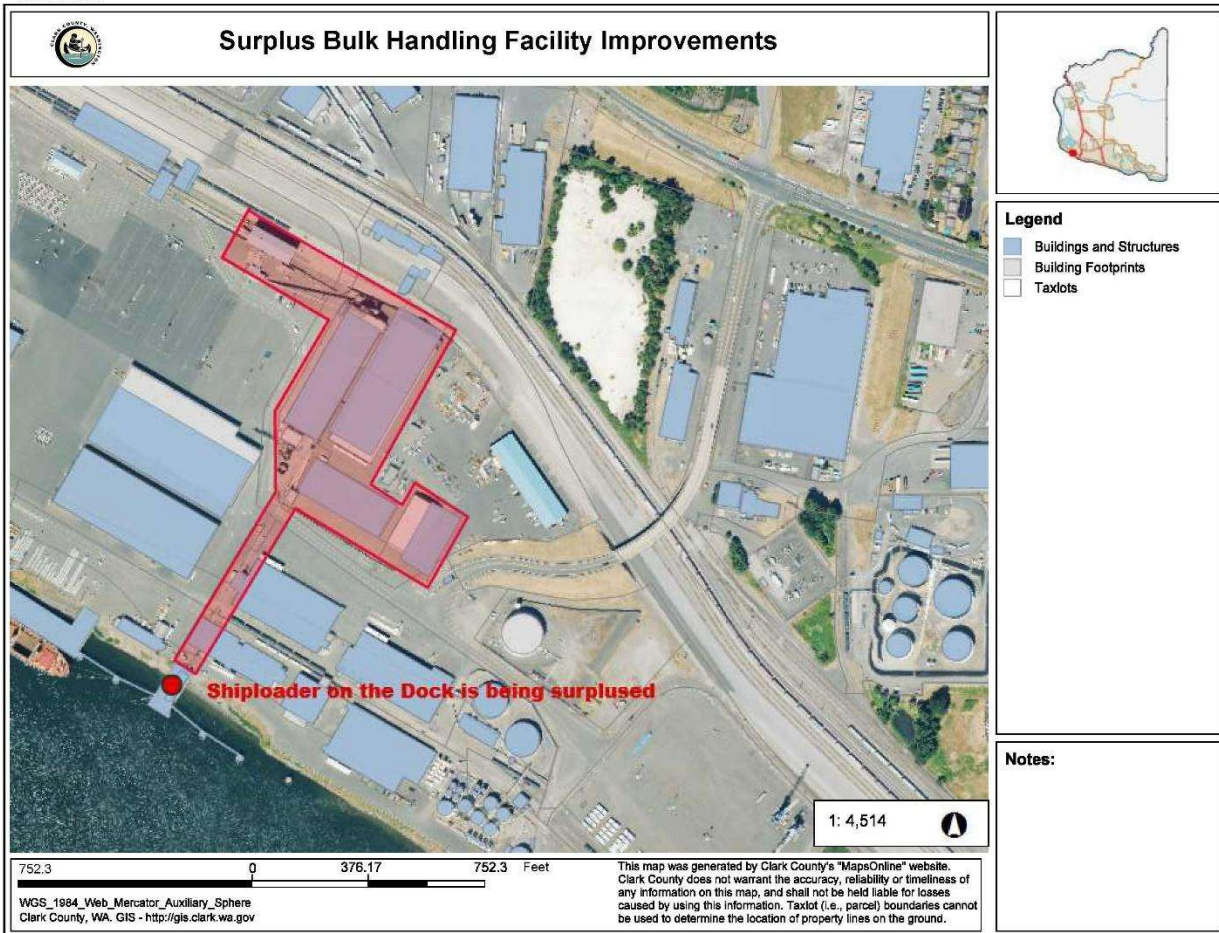 CLARK COUNTY, WASHINGTON
Surplus Bulk Handling Facility Improvements
Shiploader on the Dock is being surplused
1: 4,514
Legend
Buildings and Structures
Building Footprints
Taxlots
Notes:
752.3 0 376.17 752.3 Feet
WGS_1984_Web_Mercator_Auxiliary_Sphere
Clark County, WA. GIS - http://gis.clark.wa.gov
This map was generated by Clark County's "MapsOnline" website.
Clark County does not warrant the accuracy, reliability or timeliness of
any information on this map, and shall not be held liable for losses
caused by using this information. Taxlot (i.e., parcel) boundaries cannot
be used to determine the location of property lines on the ground.